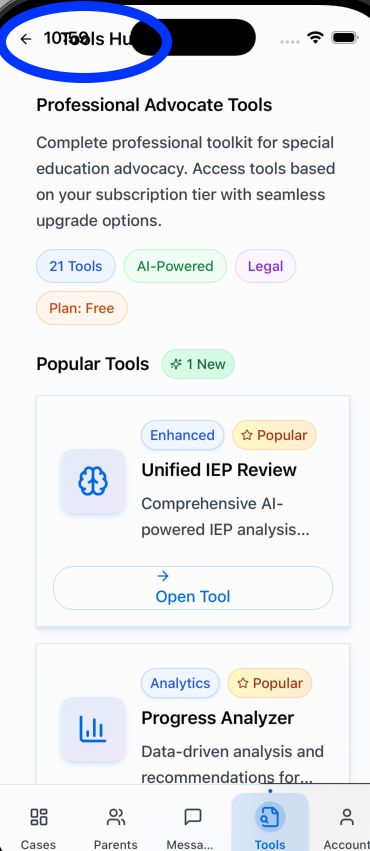 10:59
Tools Hu
Professional Advocate Tools
Complete professional toolkit for special
education advocacy. Access tools based
on your subscription tier with seamless
upgrade options.
21 Tools
AI-Powered
Legal
Plan: Free
Popular Tools
1 New
Enhanced
Popular
Unified IEP Review
Comprehensive AI-
powered IEP analysis...
Open Tool
Analytics
Popular
Progress Analyzer
Data-driven analysis and
recommendations for...
Cases
Parents
Messa...
Tools
Account